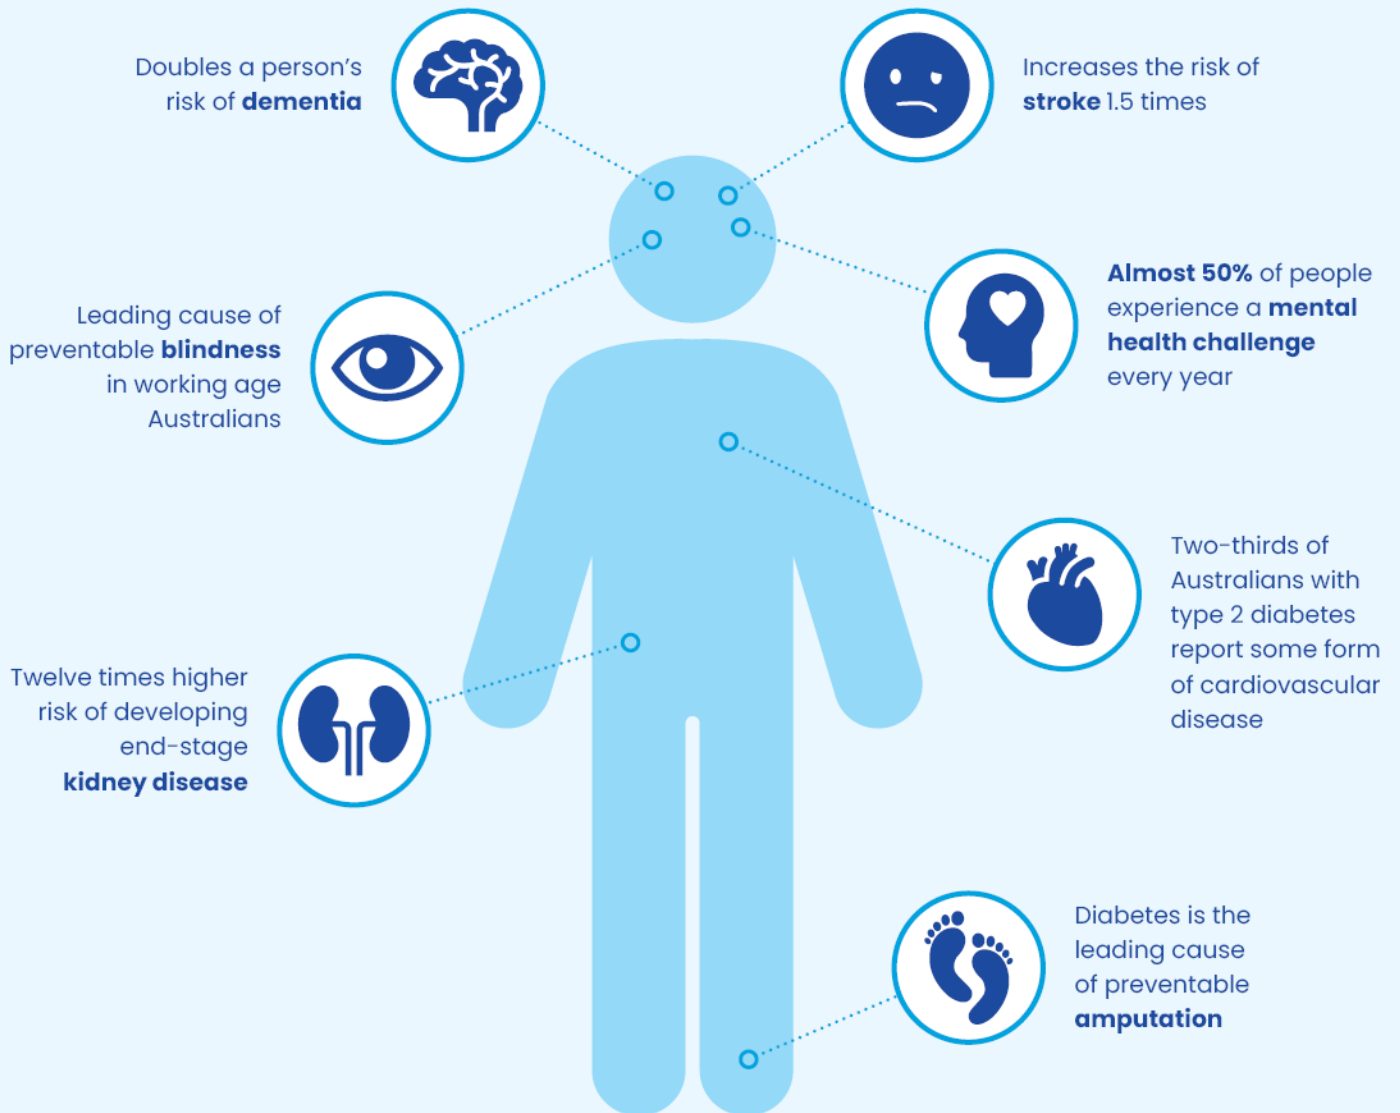 Doubles a person's
risk of dementia
Increases the risk of
stroke 1.5 times
Leading cause of
preventable blindness
in working age
Australians
Almost 50% of people
experience a mental
health challenge
every year
Two-thirds of
Australians with
type 2 diabetes
report some form
of cardiovascular
disease
Twelve times higher
risk of developing
end-stage
kidney disease
Diabetes is the
leading cause
of preventable
amputation